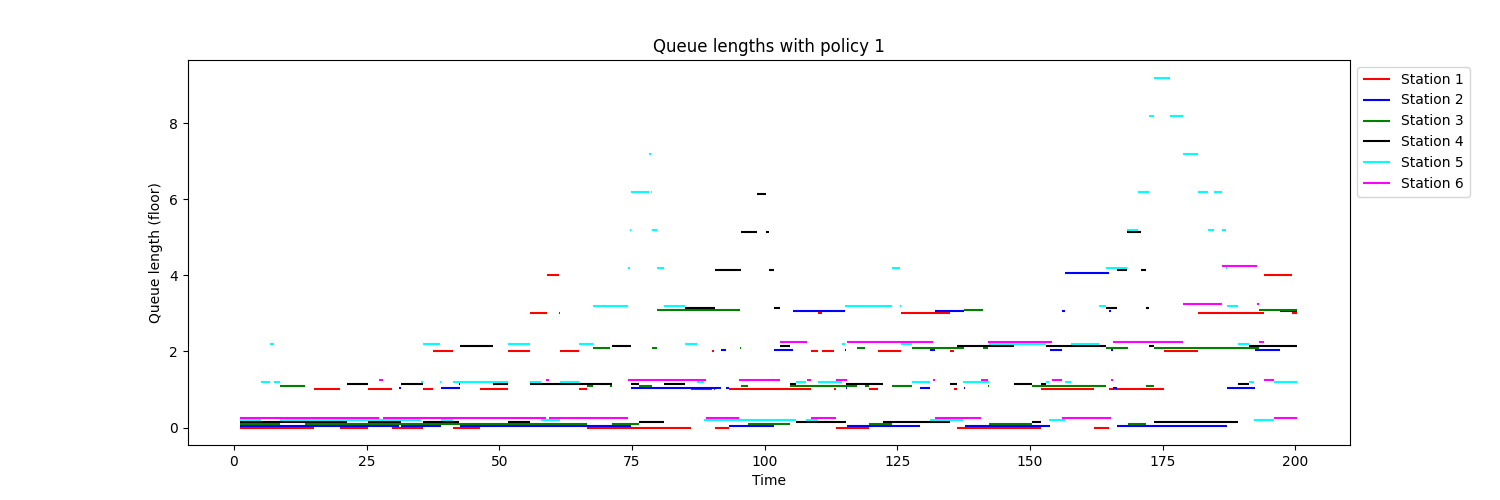 Queue lengths with policy 1
Queue length (floor)
8
6
4
2
0
0 25 50 75 100 125 150 175 200
Time
Station 1
Station 2
Station 3
Station 4
Station 5
Station 6